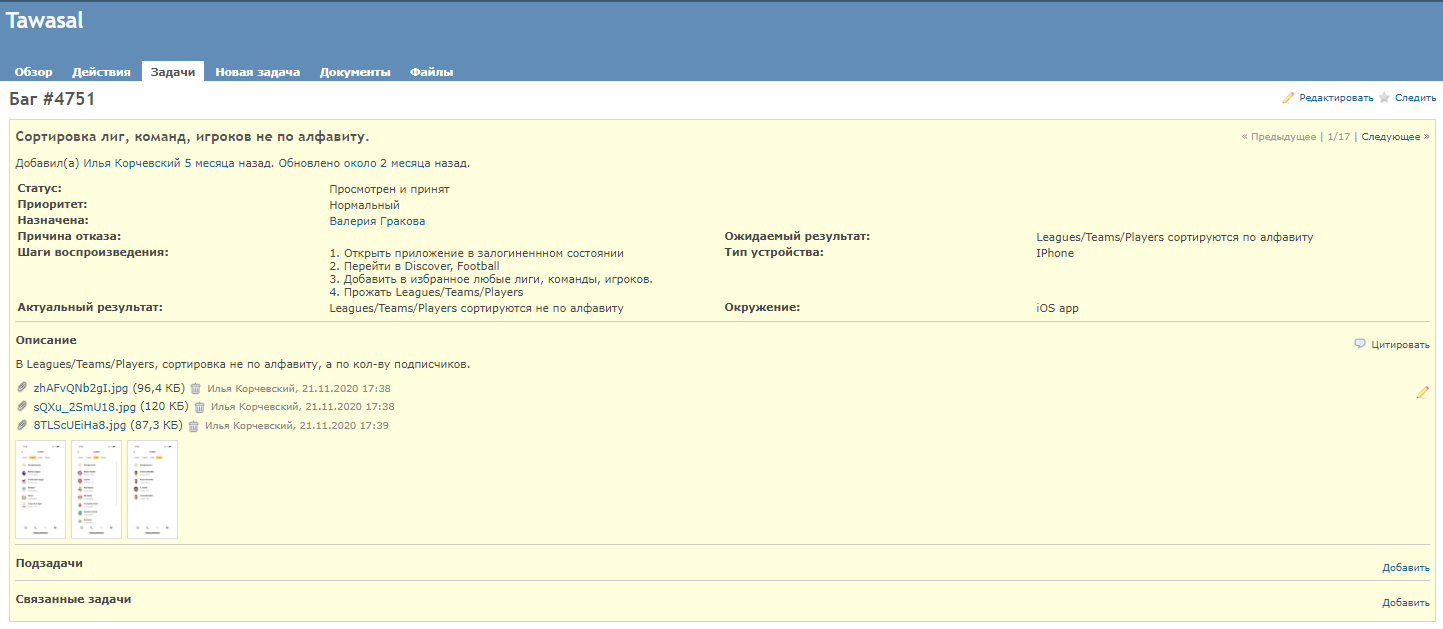 Tawasal
Обзор Действия Задачи Новая задача Документы Файлы
Баг #4751
Редактировать Следить
Сортировка лиг, команд, игроков не по алфавиту.
« Предыдущее | 1/17 | Следующее »
Добавил(а) Илья Корчевский 5 месяца назад. Обновлено около 2 месяца назад.
Статус: Просмотрен и принят
Приоритет: Нормальный
Назначена: Валерия Гракова
Причина отказа: Ожидаемый результат: Leagues/Teams/Players сортируются по алфавиту
Шаги воспроизведения: Тип устройства: IPhone
1. Открыть приложение в залогиненном состоянии
2. Перейти в Discover, Football
3. Добавить в избранное любые лиги, команды, игроков.
4. Прожать Leagues/Teams/Players
Актуальный результат: Leagues/Teams/Players сортируются не по алфавиту Окружение: iOS app
Описание
Цитировать
В Leagues/Teams/Players, сортировка не по алфавиту, а по кол-ву подписчиков.
zhAFvQNb2gI.jpg (96,4 КБ) Илья Корчевский, 21.11.2020 17:38
sQXu_2SmU18.jpg (120 КБ) Илья Корчевский, 21.11.2020 17:38
8TLScUEiHa8.jpg (87,3 КБ) Илья Корчевский, 21.11.2020 17:39
Подзадачи
Добавить
Связанные задачи
Добавить